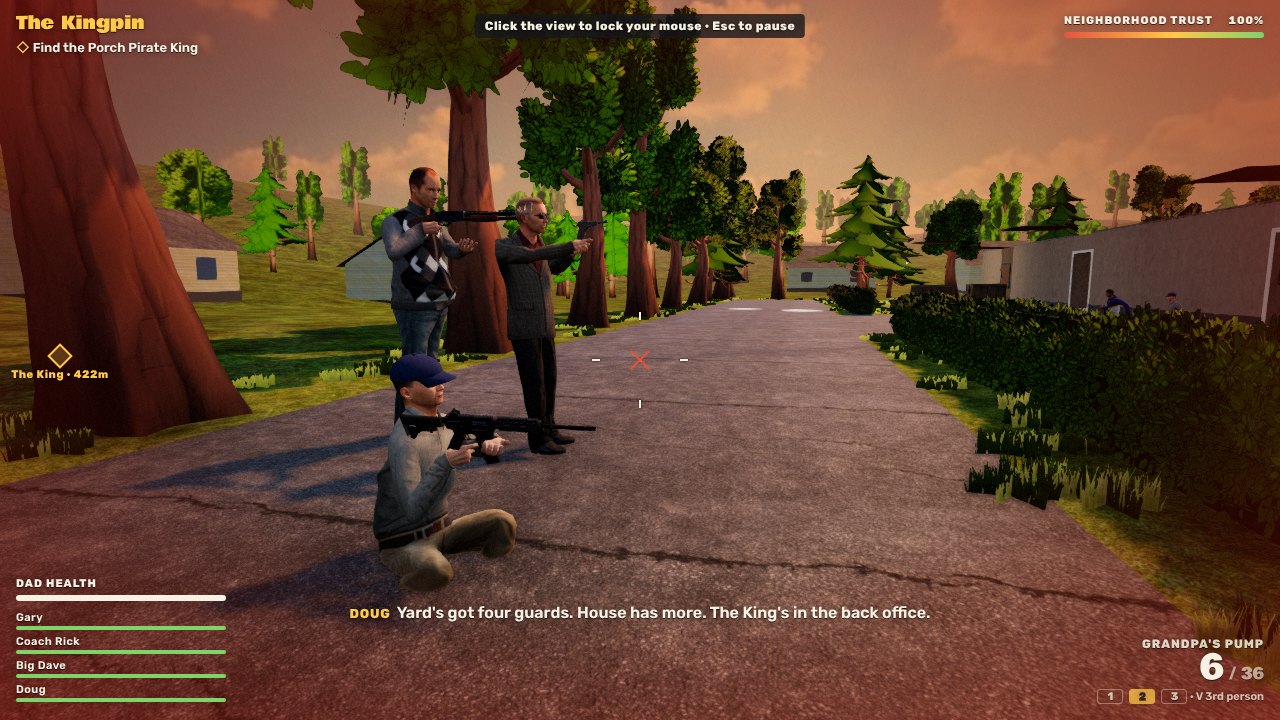 The Kingpin
Find the Porch Pirate King
Click the view to lock your mouse • Esc to pause
NEIGHBORHOOD TRUST 100%
The King • 422m
DAD HEALTH
Gary
Coach Rick
Big Dave
Doug
DOUG Yard's got four guards. House has more. The King's in the back office.
GRANDPA'S PUMP
6 / 36
1 2 3 • V 3rd person